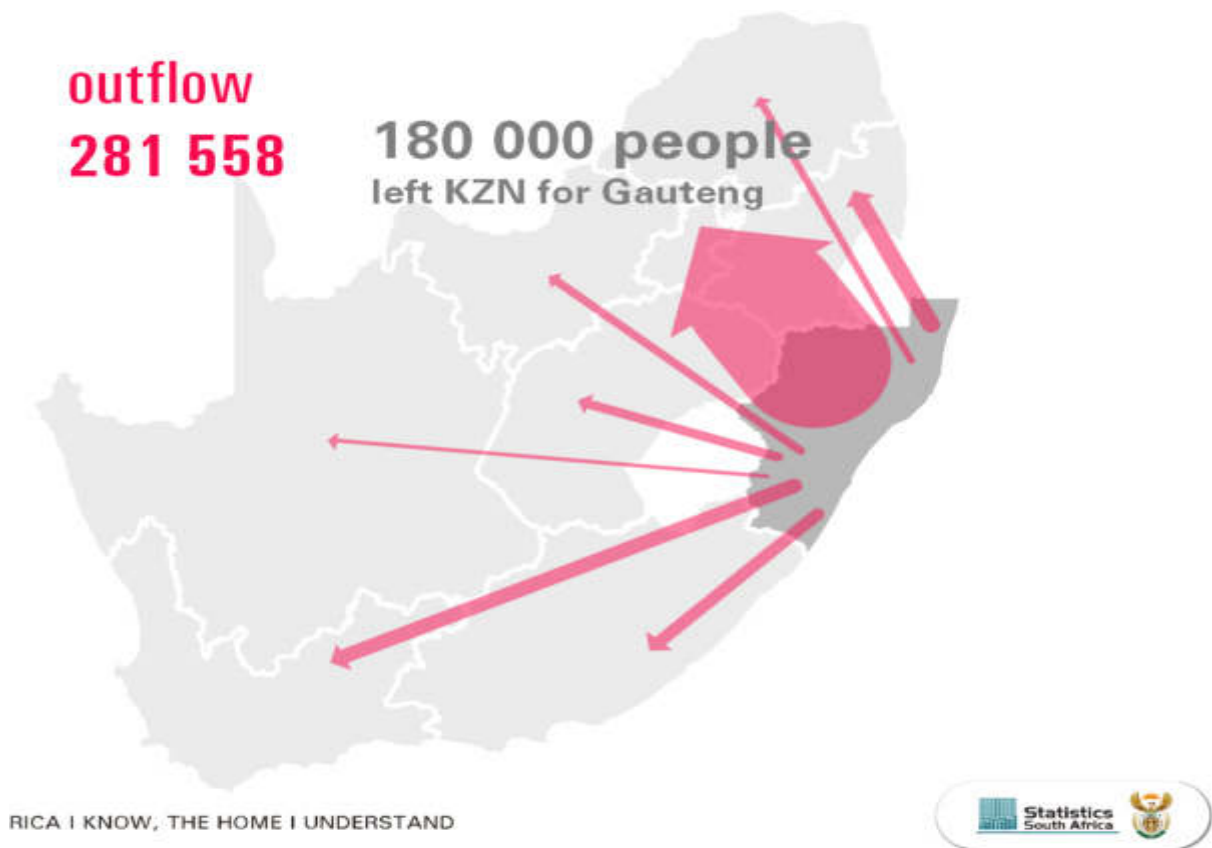 outflow
281 558
180 000 people
left KZN for Gauteng
RICA I KNOW, THE HOME I UNDERSTAND
Statistics
South Africa